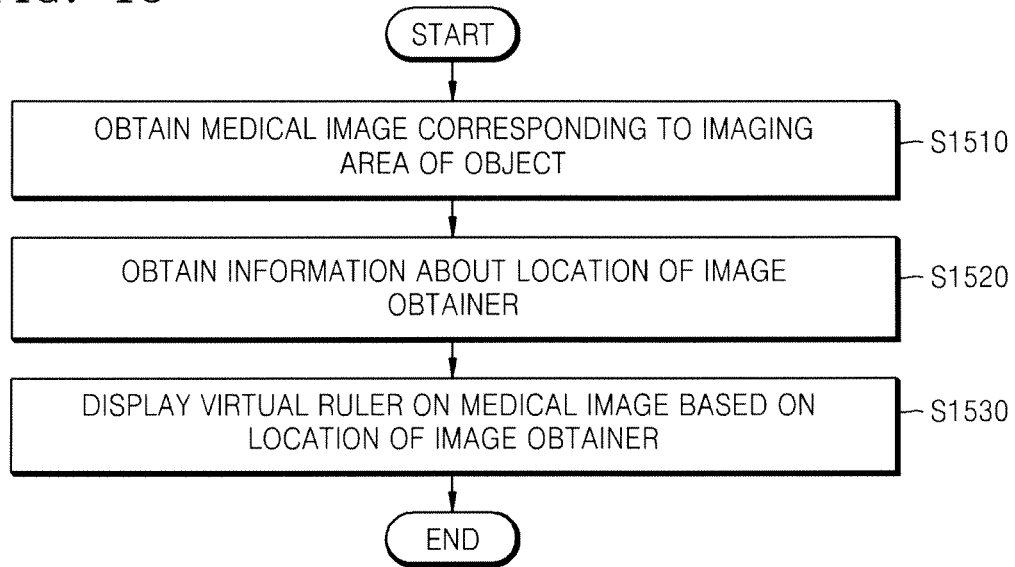 START
OBTAIN MEDICAL IMAGE CORRESPONDING TO IMAGING
AREA OF OBJECT
S1510
OBTAIN INFORMATION ABOUT LOCATION OF IMAGE
OBTAINER
S1520
DISPLAY VIRTUAL RULER ON MEDICAL IMAGE BASED ON
LOCATION OF IMAGE OBTAINER
S1530
END